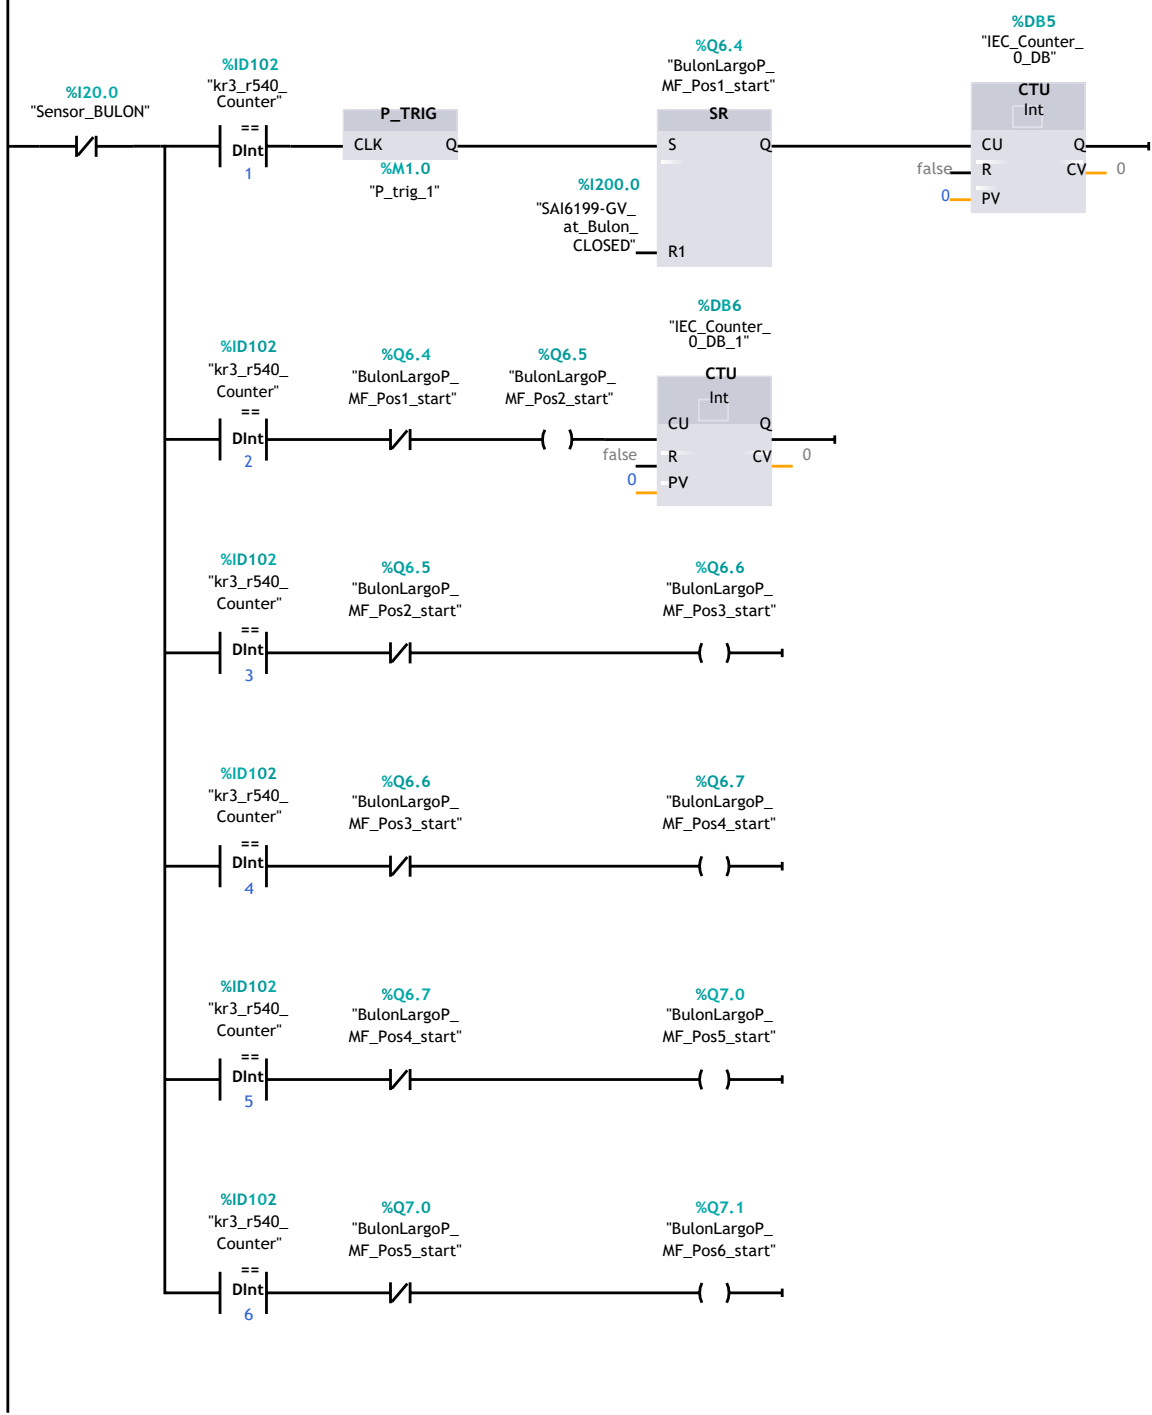 %I20.0
"Sensor_BULON"
%ID102
"kr3_r540_
Counter"
==
DInt
1
P_TRIG
CLK Q
%M1.0
"P_trig_1"
%Q6.4
"BulonLargoP_
MF_Pos1_start"
SR
S Q
%I200.0
"SAI6199-GV_
at_Bulon_
CLOSED"
R1
%DB5
"IEC_Counter_
0_DB"
CTU
Int
CU Q
false R CV 0
0 PV
%ID102
"kr3_r540_
Counter"
==
DInt
2
%Q6.4
"BulonLargoP_
MF_Pos1_start"
%Q6.5
"BulonLargoP_
MF_Pos2_start"
%DB6
"IEC_Counter_
0_DB_1"
CTU
Int
CU Q
false R CV 0
0 PV
%ID102
"kr3_r540_
Counter"
==
DInt
3
%Q6.5
"BulonLargoP_
MF_Pos2_start"
%Q6.6
"BulonLargoP_
MF_Pos3_start"
%ID102
"kr3_r540_
Counter"
==
DInt
4
%Q6.6
"BulonLargoP_
MF_Pos3_start"
%Q6.7
"BulonLargoP_
MF_Pos4_start"
%ID102
"kr3_r540_
Counter"
==
DInt
5
%Q6.7
"BulonLargoP_
MF_Pos4_start"
%Q7.0
"BulonLargoP_
MF_Pos5_start"
%ID102
"kr3_r540_
Counter"
==
DInt
6
%Q7.0
"BulonLargoP_
MF_Pos5_start"
%Q7.1
"BulonLargoP_
MF_Pos6_start"